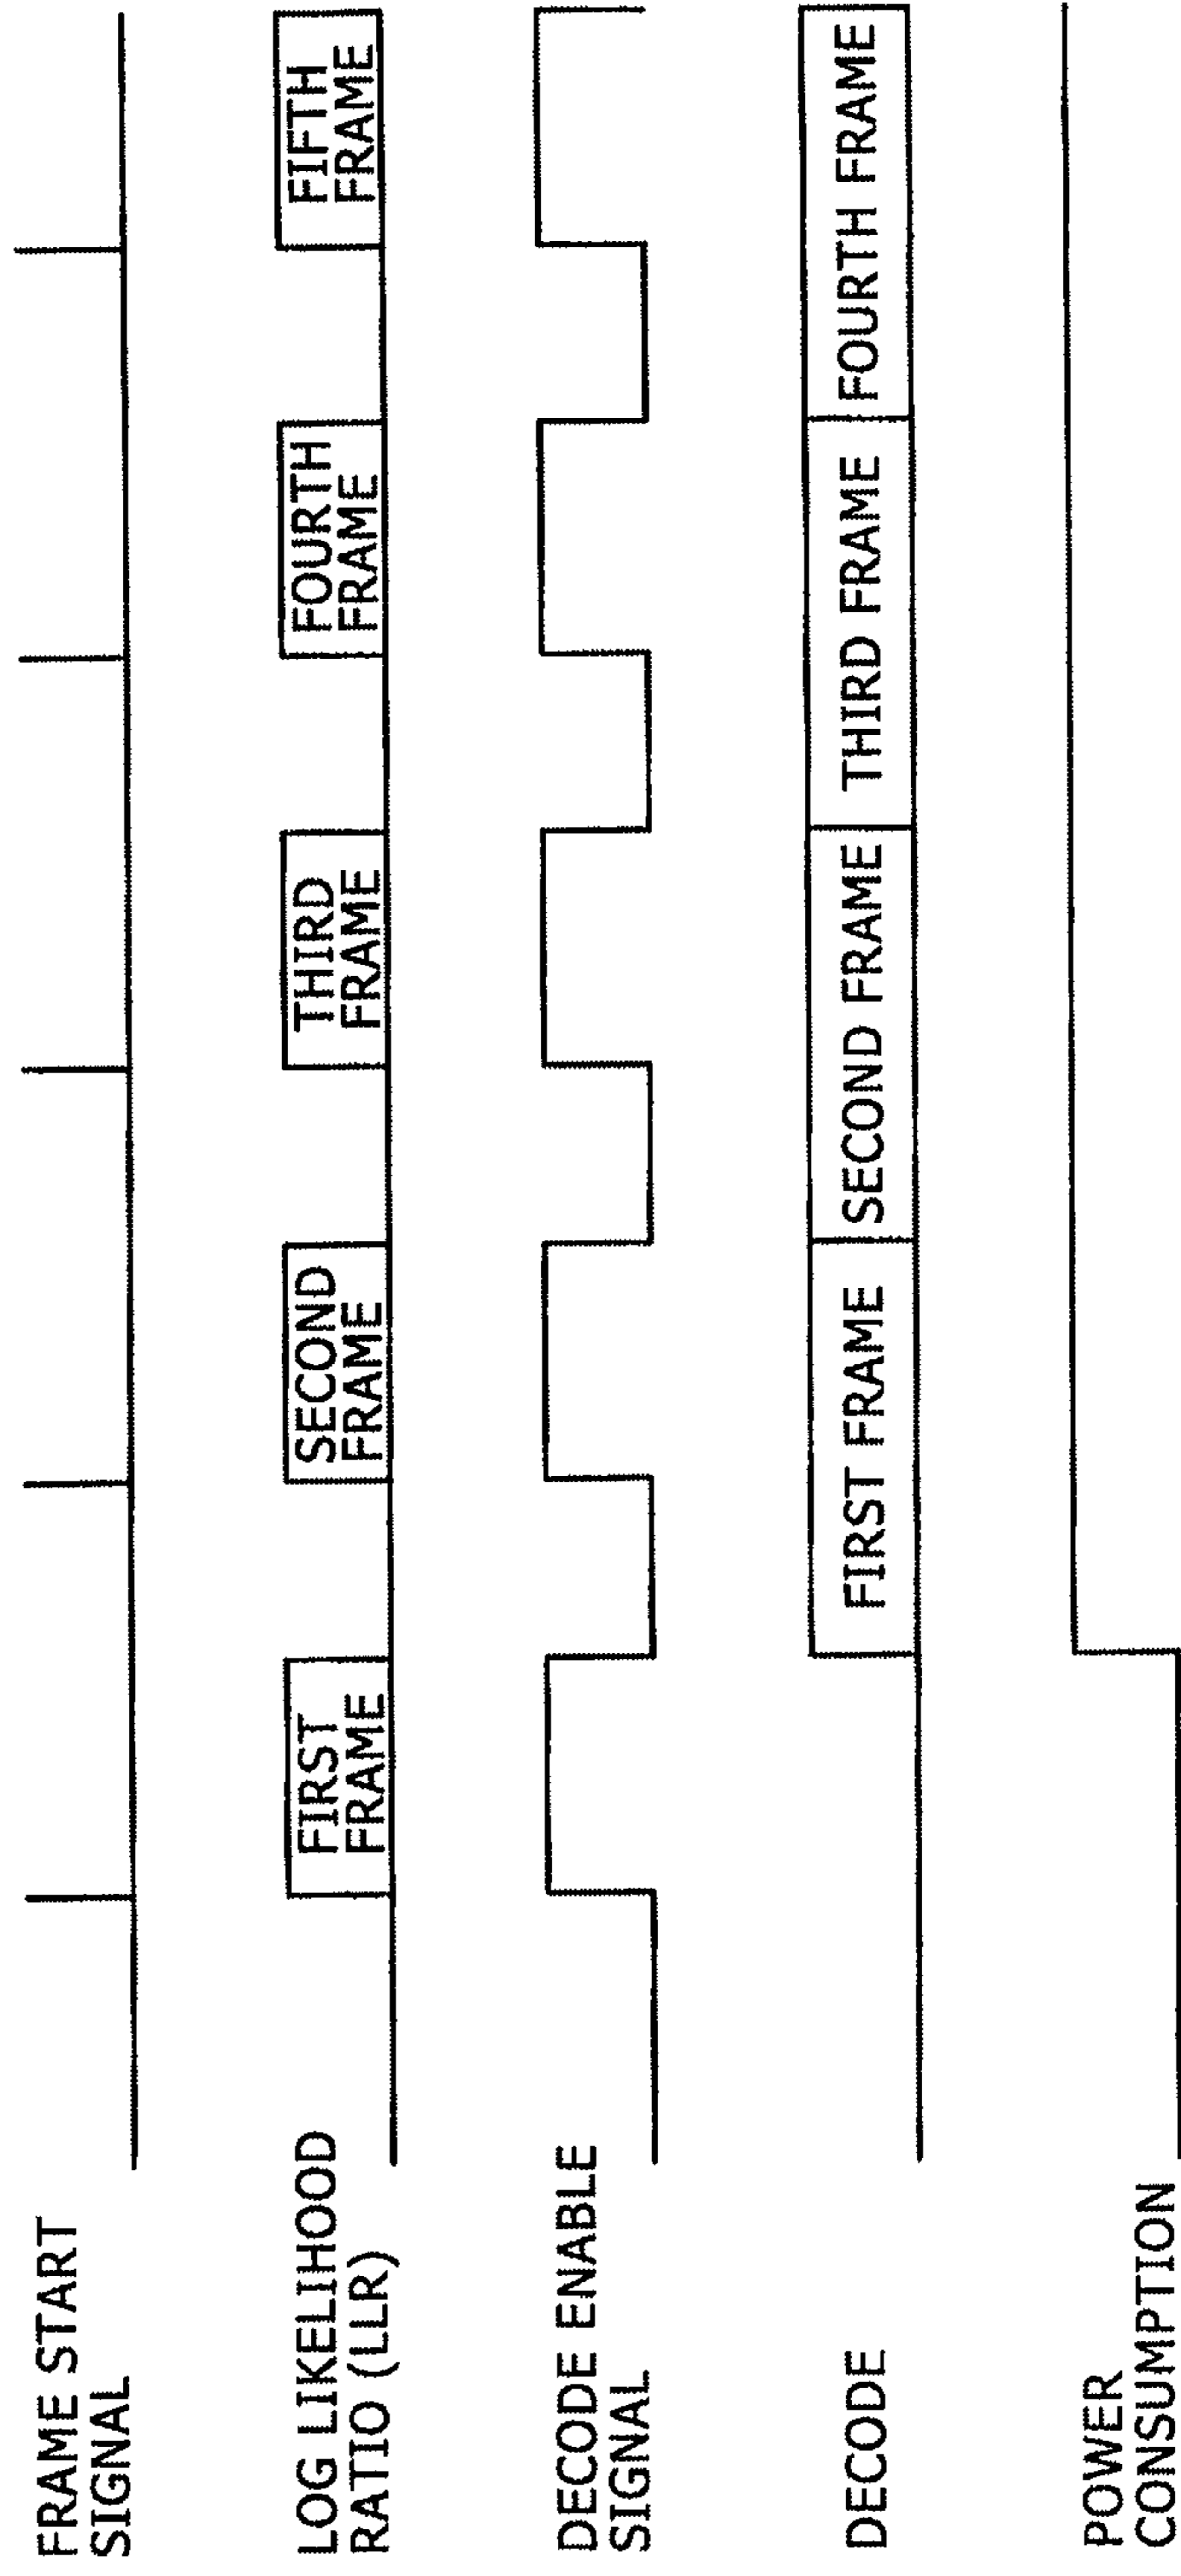 FRAME START
SIGNAL
LOG LIKELIHOOD
RATIO (LLR)
FIRST
FRAME
SECOND
FRAME
THIRD
FRAME
FOURTH
FRAME
FIFTH
FRAME
DECODE ENABLE
SIGNAL
DECODE
FIRST FRAME
SECOND FRAME
THIRD FRAME
FOURTH FRAME
POWER
CONSUMPTION